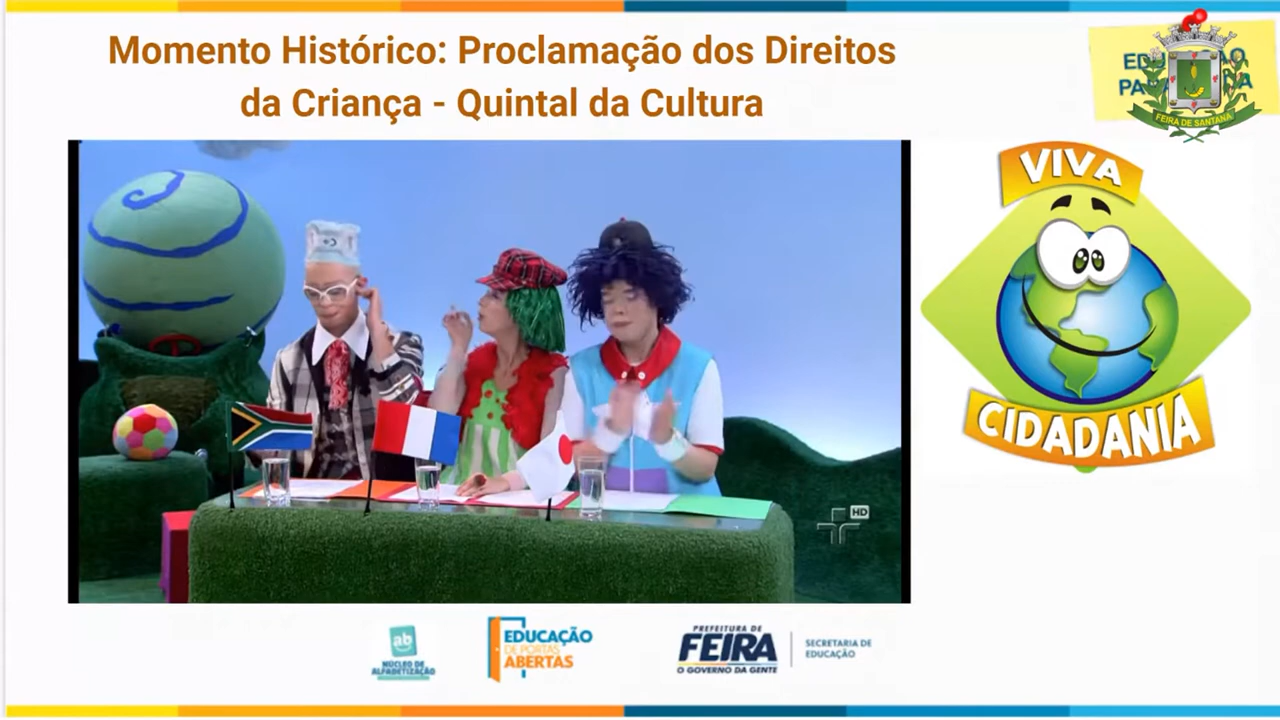 Momento Histórico: Proclamação dos Direitos
da Criança - Quintal da Cultura
FEIRA DE SANTANA
VIVA
CIDADANIA
HD
ab
NÚCLEO DE
ALFABETIZAÇÃO
EDUCAÇÃO
DE PORTAS
ABERTAS
PREFEITURA DE
FEIRA
O GOVERNO DA GENTE
SECRETARIA DE
EDUCAÇÃO